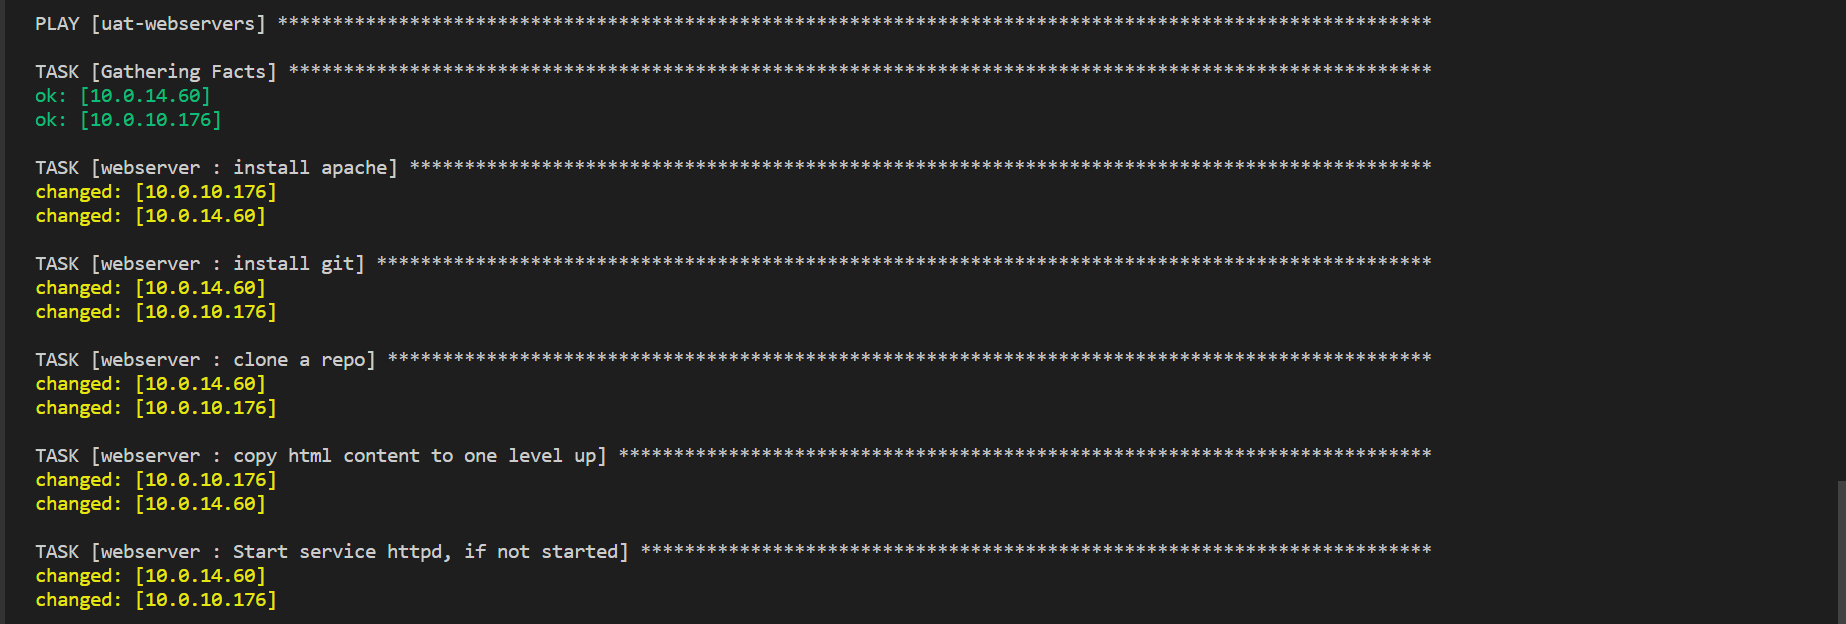 PLAY [uat-webservers] *********************************************************************************************************
TASK [Gathering Facts] ********************************************************************************************************
ok: [10.0.14.60]
ok: [10.0.10.176]
TASK [webserver : install apache] *********************************************************************************************
changed: [10.0.10.176]
changed: [10.0.14.60]
TASK [webserver : install git] ************************************************************************************************
changed: [10.0.14.60]
changed: [10.0.10.176]
TASK [webserver : clone a repo] ***********************************************************************************************
changed: [10.0.14.60]
changed: [10.0.10.176]
TASK [webserver : copy html content to one level up] **************************************************************************
changed: [10.0.10.176]
changed: [10.0.14.60]
TASK [webserver : Start service httpd, if not started] ************************************************************************
changed: [10.0.14.60]
changed: [10.0.10.176]